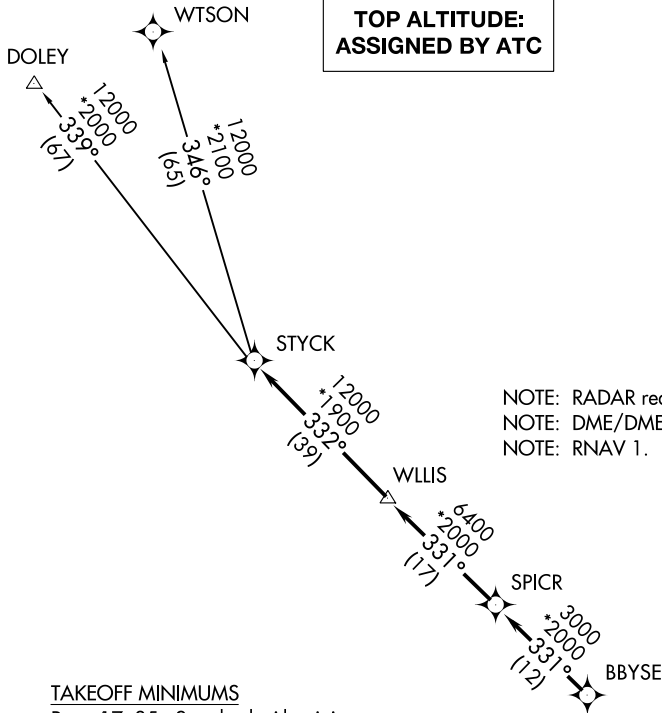 WTSON
TOP ALTITUDE:
ASSIGNED BY ATC
DOLEY
12000
*2000
339°
(67)
12000
*2100
346°
(65)
STYCK
12000
*1900
332°
(39)
NOTE: RADAR
NOTE: DME/DME
NOTE: RNAV 1.
WLLIS
6400
*2000
331°
(17)
SPICR
3000
*2000
331°
(12)
BBYSE
TAKEOFF MINIMUMS